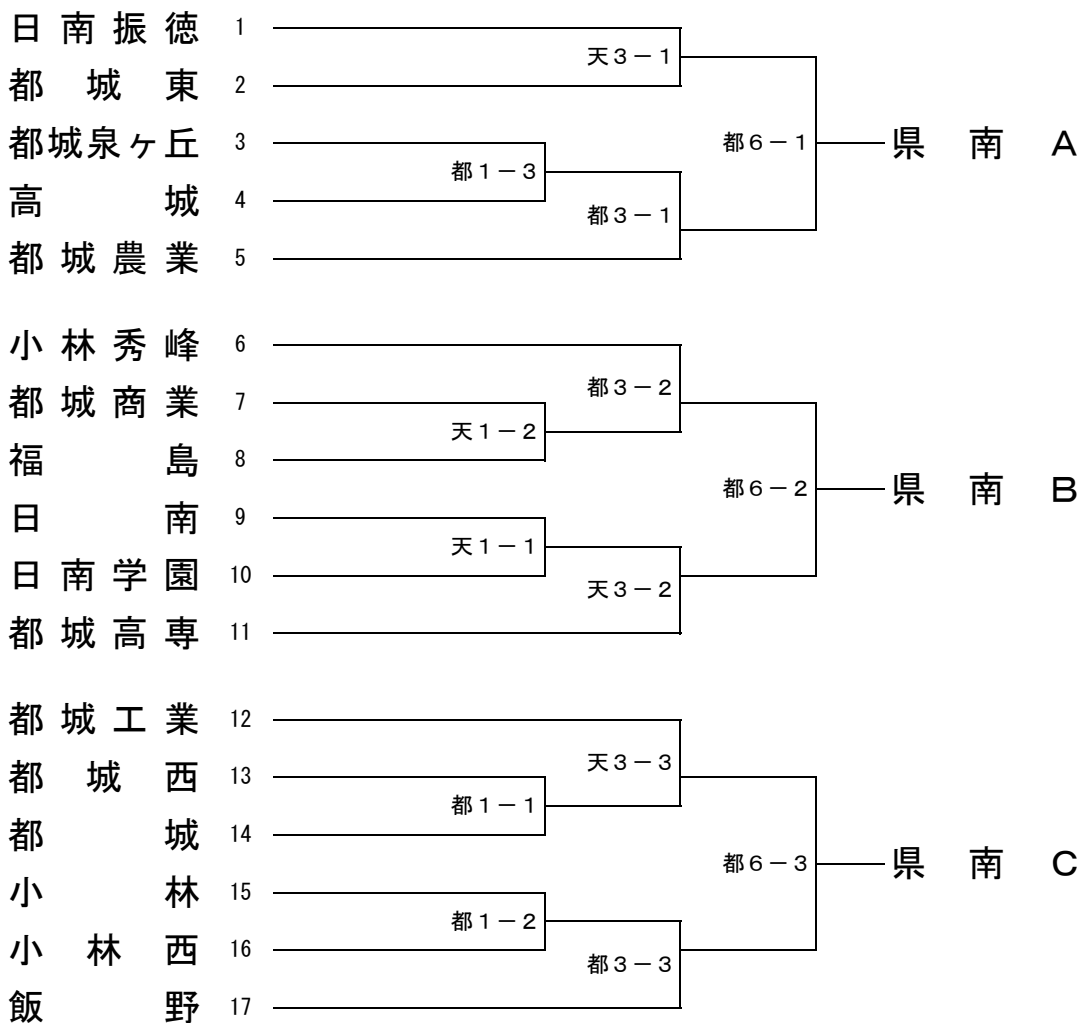 日南振徳 1
天3－1
都城東 2
都城泉ヶ丘 3
都6－1 県南A
都1－3
高城 4
都3－1
都城農業 5
小林秀峰 6
都3－2
都城商業 7
天1－2
福島 8
都6－2 県南B
日南 9
天1－1
日南学園 10
天3－2
都城高専 11
都城工業 12
天3－3
都城西 13
都1－1
都城 14
都6－3 県南C
小林 15
都1－2
小林西 16
都3－3
飯野 17